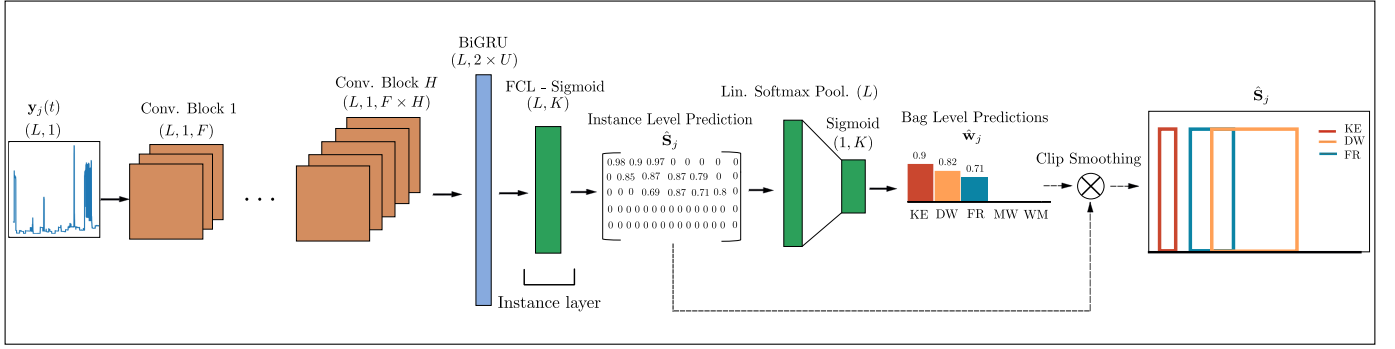 𝐲_j(t)
(L, 1)
Conv. Block 1
(L, 1, F)
. . .
Conv. Block H
(L, 1, F × H)
BiGRU
(L, 2 × U)
FCL - Sigmoid
(L, K)
Instance layer
Instance Level Prediction
Ŝ_j
0.98 0.9 0.97 0 0 0 0 0
0 0.85 0.87 0.87 0.79 0 0
0 0 0 0.69 0.87 0.71 0.8 0
0 0 0 0 0 0 0 0 0 0 0 0 0
0 0 0 0 0 0 0 0 0 0 0 0 0
Lin. Softmax Pool. (L)
Sigmoid
(1, K)
Bag Level Predictions
ŵ_j
0.9
0.82
0.71
KE DW FR MW WM
Clip Smoothing
Ŝ_j
KE
DW
FR